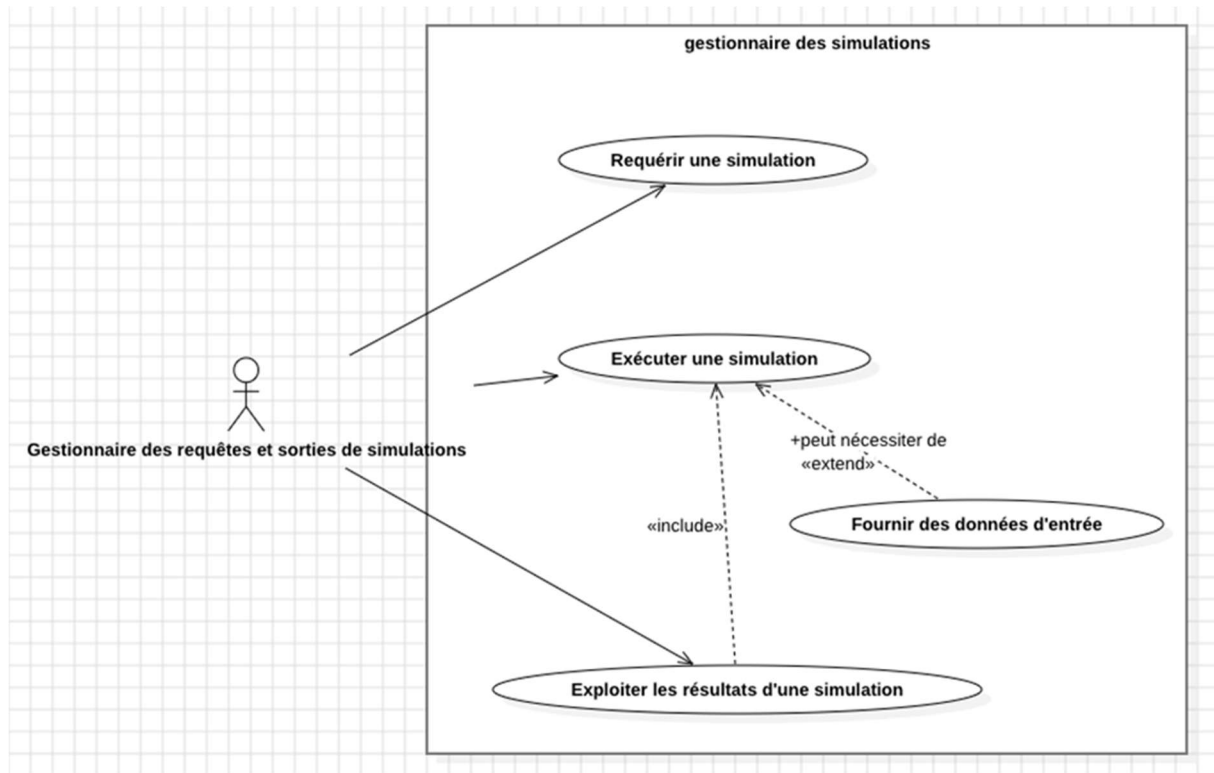 gestionnaire des simulations
Requérir une simulation
Exécuter une simulation
Gestionnaire des requêtes et sorties de simulations
+peut nécessiter de
«extend»
«include»
Fournir des données d'entrée
Exploiter les résultats d'une simulation